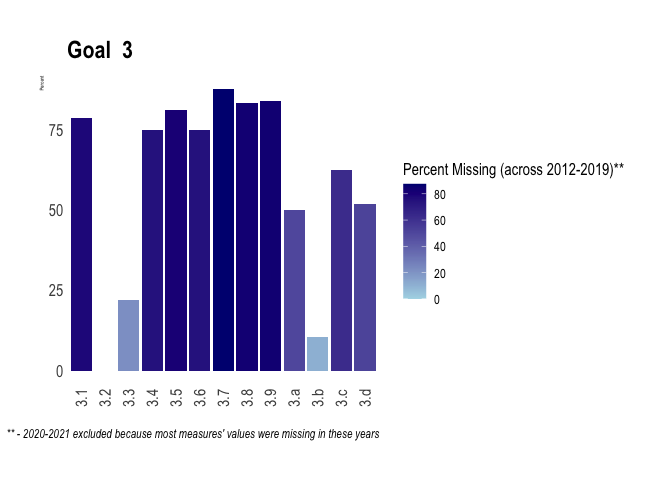 Goal 3
Percent
75
50
25
0
3.1
3.2
3.3
3.4
3.5
3.6
3.7
3.8
3.9
3.a
3.b
3.c
3.d
Percent Missing (across 2012-2019)**
80
60
40
20
0
** - 2020-2021 excluded because most measures' values were missing in these years